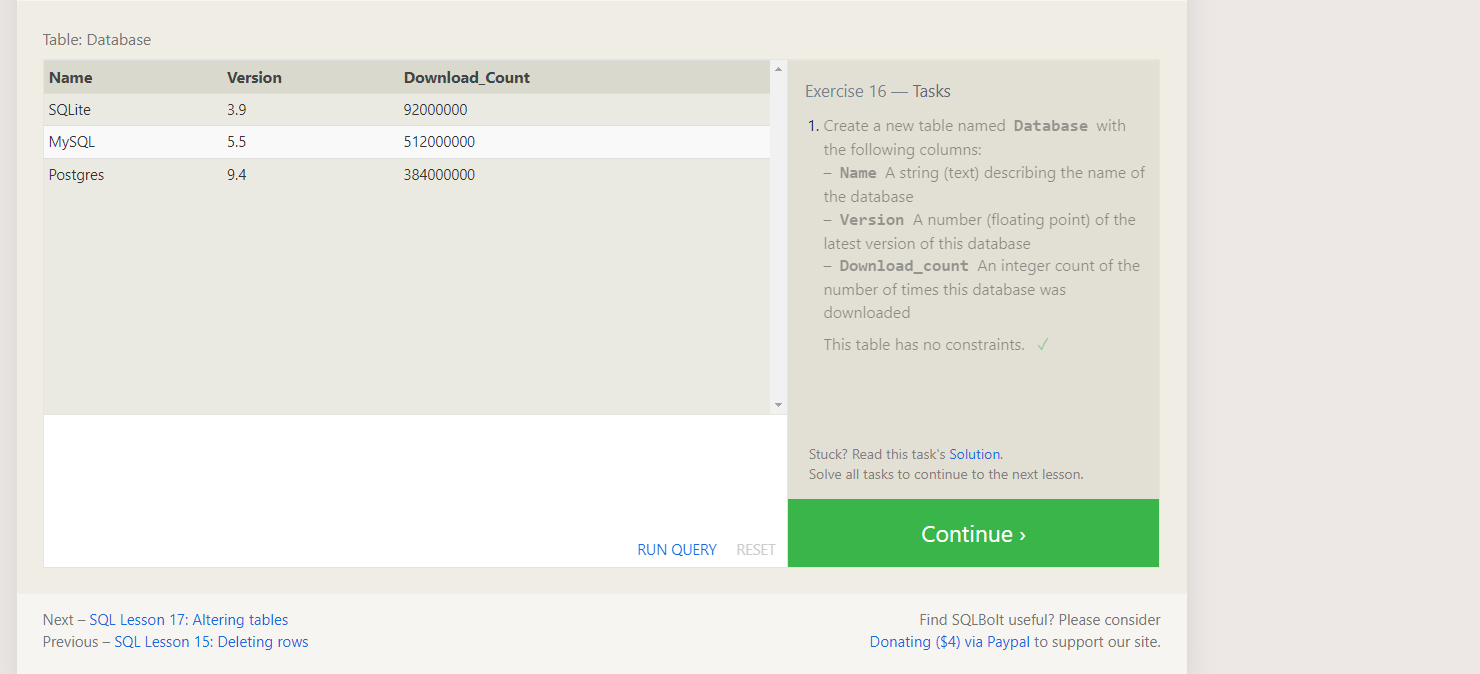 Table: Database
Name Version Download_Count
SQLite 3.9 92000000
MySQL 5.5 512000000
Postgres 9.4 384000000
Exercise 16 — Tasks
1. Create a new table named Database with
the following columns:
– Name A string (text) describing the name of
the database
– Version A number (floating point) of the
latest version of this database
– Download_count An integer count of the
number of times this database was
downloaded
This table has no constraints. ✓
Stuck? Read this task's Solution.
Solve all tasks to continue to the next lesson.
RUN QUERY RESET
Continue ›
Next – SQL Lesson 17: Altering tables
Previous – SQL Lesson 15: Deleting rows
Find SQLBolt useful? Please consider
Donating ($4) via Paypal to support our site.